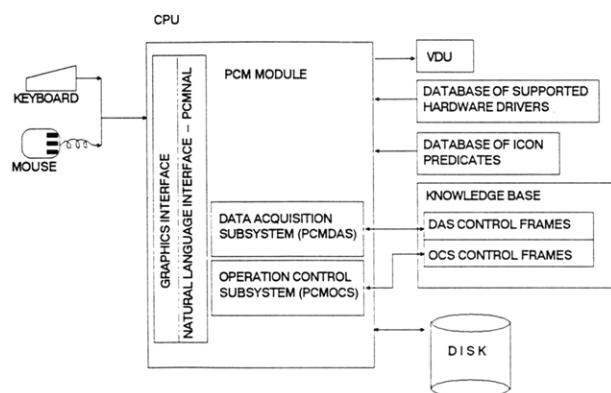 CPU
PCM MODULE
VDU
KEYBOARD
MOUSE
GRAPHICS INTERFACE
NATURAL LANGUAGE INTERFACE - PCMNAL
DATABASE OF SUPPORTED
HARDWARE DRIVERS
DATABASE OF ICON
PREDICATES
KNOWLEDGE BASE
DATA ACQUISITION
SUBSYSTEM (PCMDAS)
DAS CONTROL FRAMES
OPERATION CONTROL
SUBSYSTEM (PCMOCS)
OCS CONTROL FRAMES
DISK